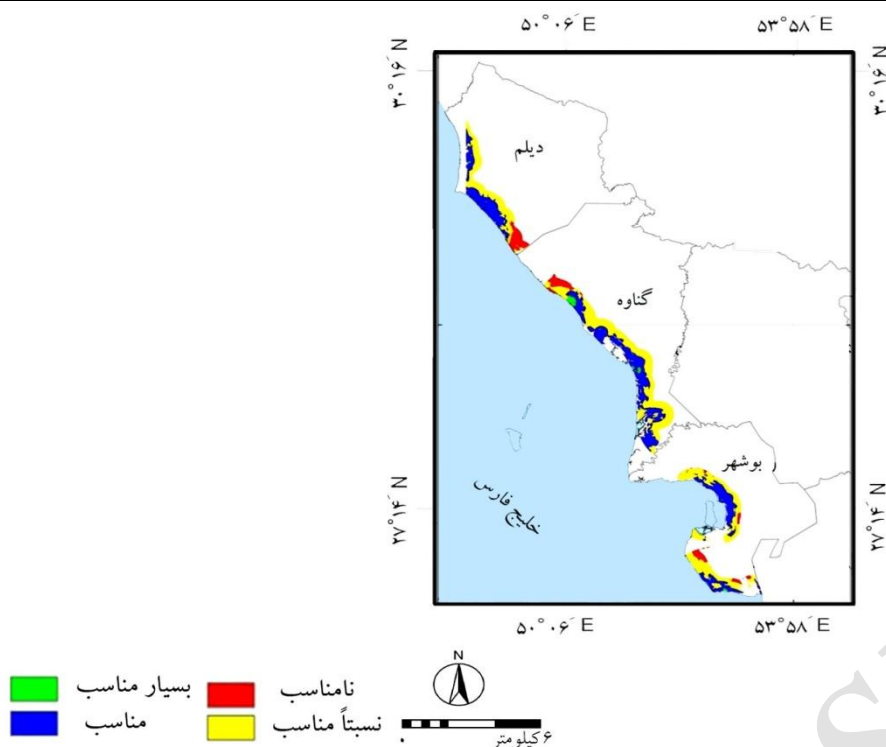 ۵۰°۰۶´E ۵۳°۵۸´E
۳۰°۱۶´N ۳۰°۱۶´N
دیلم
گناوه
بوشهر
خلیج فارس
۲۷°۱۴´N ۲۷°۱۴´N
۵۰°۰۶´E ۵۳°۵۸´E
N
نامناسب بسیار مناسب
نسبتاً مناسب مناسب
۰ ۶ کیلومتر